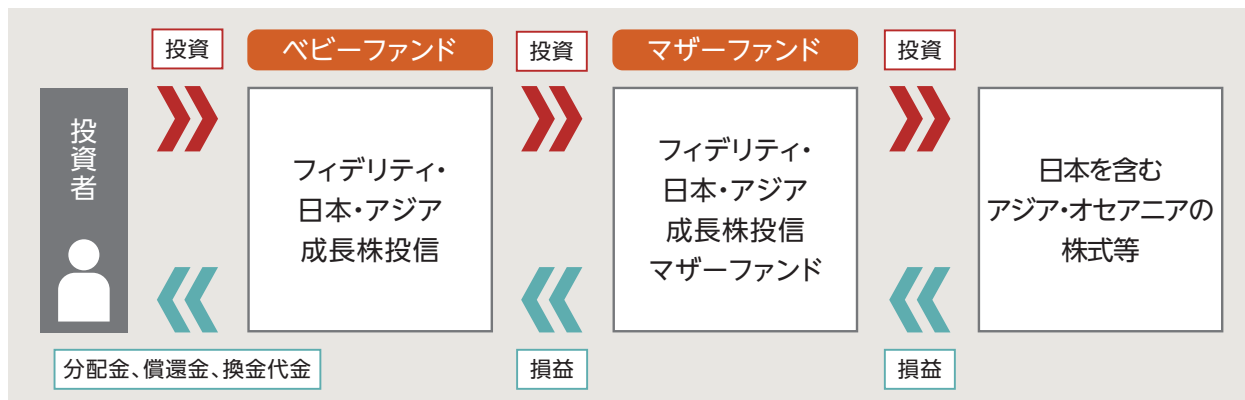 投資
ベビーファンド
投資
マザーファンド
投資
投資者
フィデリティ・
日本・アジア
成長株投信
フィデリティ・
日本・アジア
成長株投信
マザーファンド
日本を含む
アジア・オセアニアの
株式等
分配金、償還金、換金代金
損益
損益